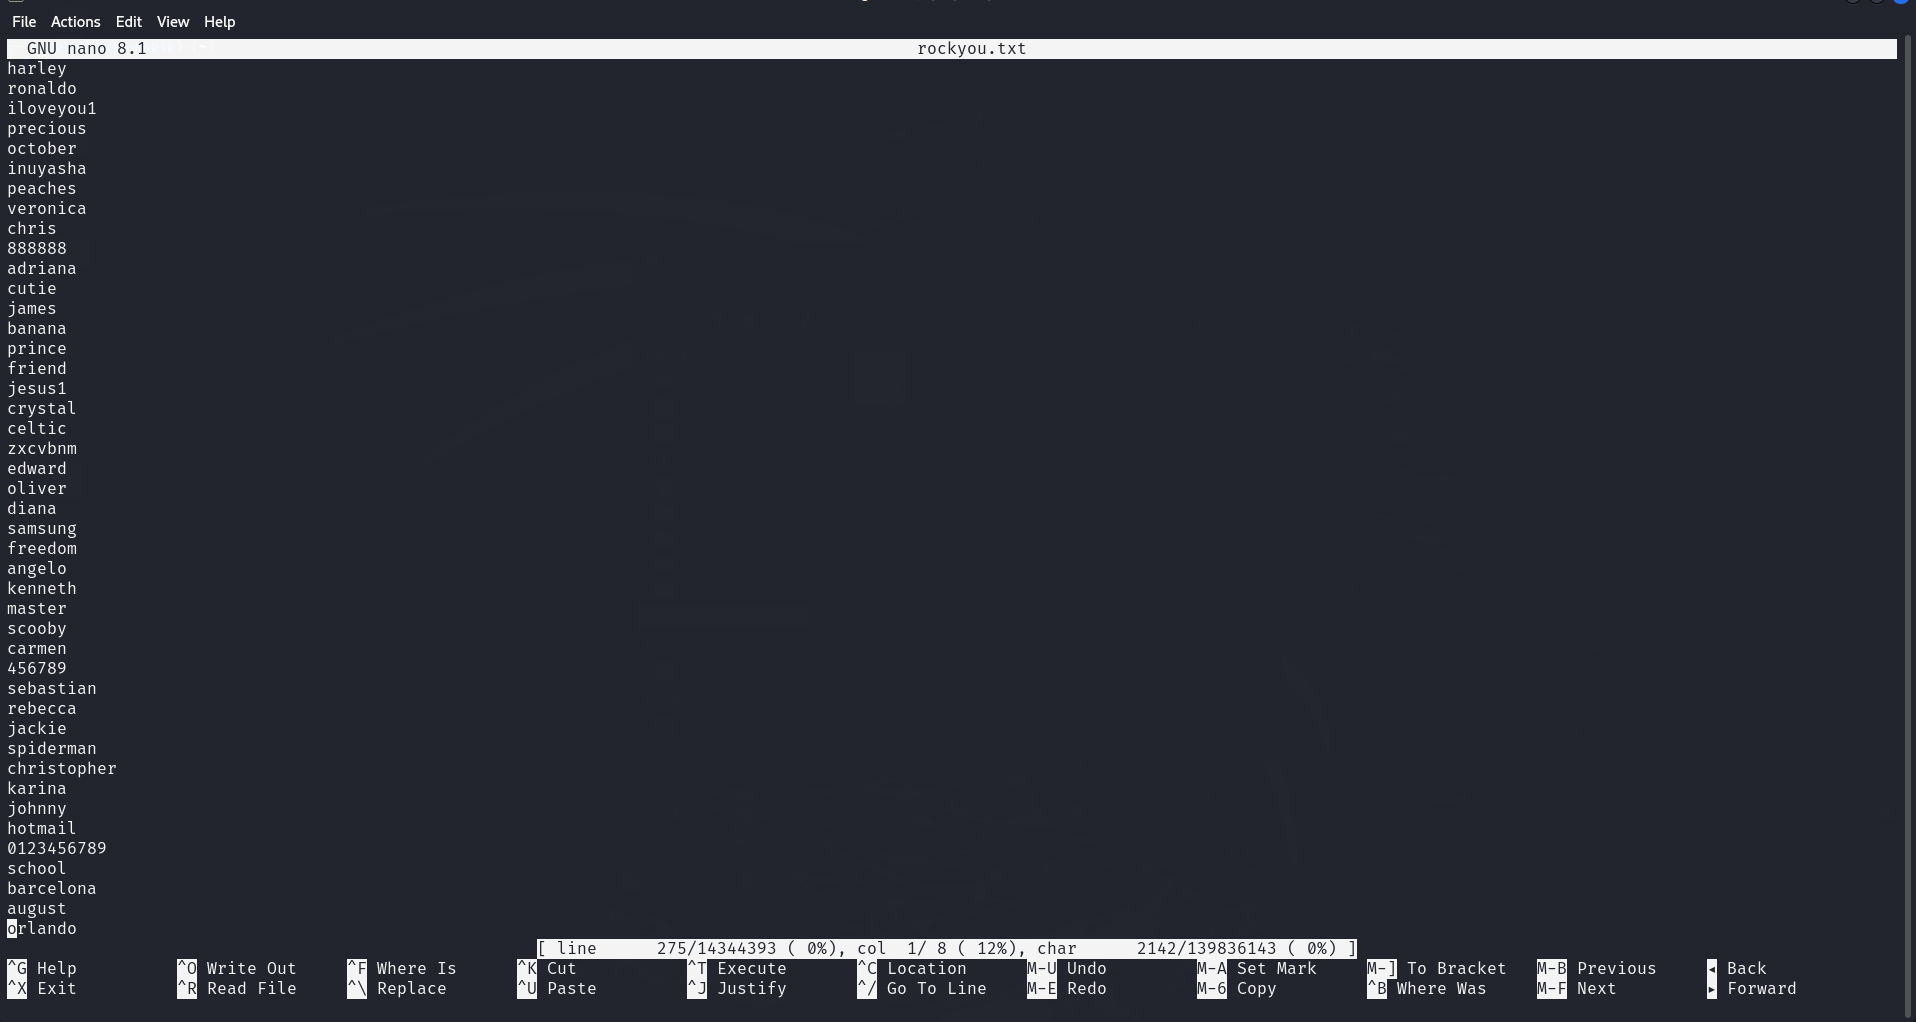 File Actions Edit View Help
GNU nano 8.1 rockyou.txt
harley
ronaldo
iloveyou1
precious
october
inuyasha
peaches
veronica
chris
888888
adriana
cutie
james
banana
prince
friend
jesus1
crystal
celtic
zxcvbnm
edward
oliver
diana
samsung
freedom
angelo
kenneth
master
scooby
carmen
456789
sebastian
rebecca
jackie
spiderman
christopher
karina
johnny
hotmail
0123456789
school
barcelona
august
orlando
[ line 275/14344393 ( 0%), col 1/ 8 ( 12%), char 2142/139836143 ( 0%) ]
^G Help ^O Write Out ^F Where Is ^K Cut ^T Execute ^C Location M-U Undo M-A Set Mark M-] To Bracket M-B Previous ◂ Back
^X Exit ^R Read File ^\ Replace ^U Paste ^J Justify ^/ Go To Line M-E Redo M-6 Copy ^B Where Was M-F Next ▸ Forward